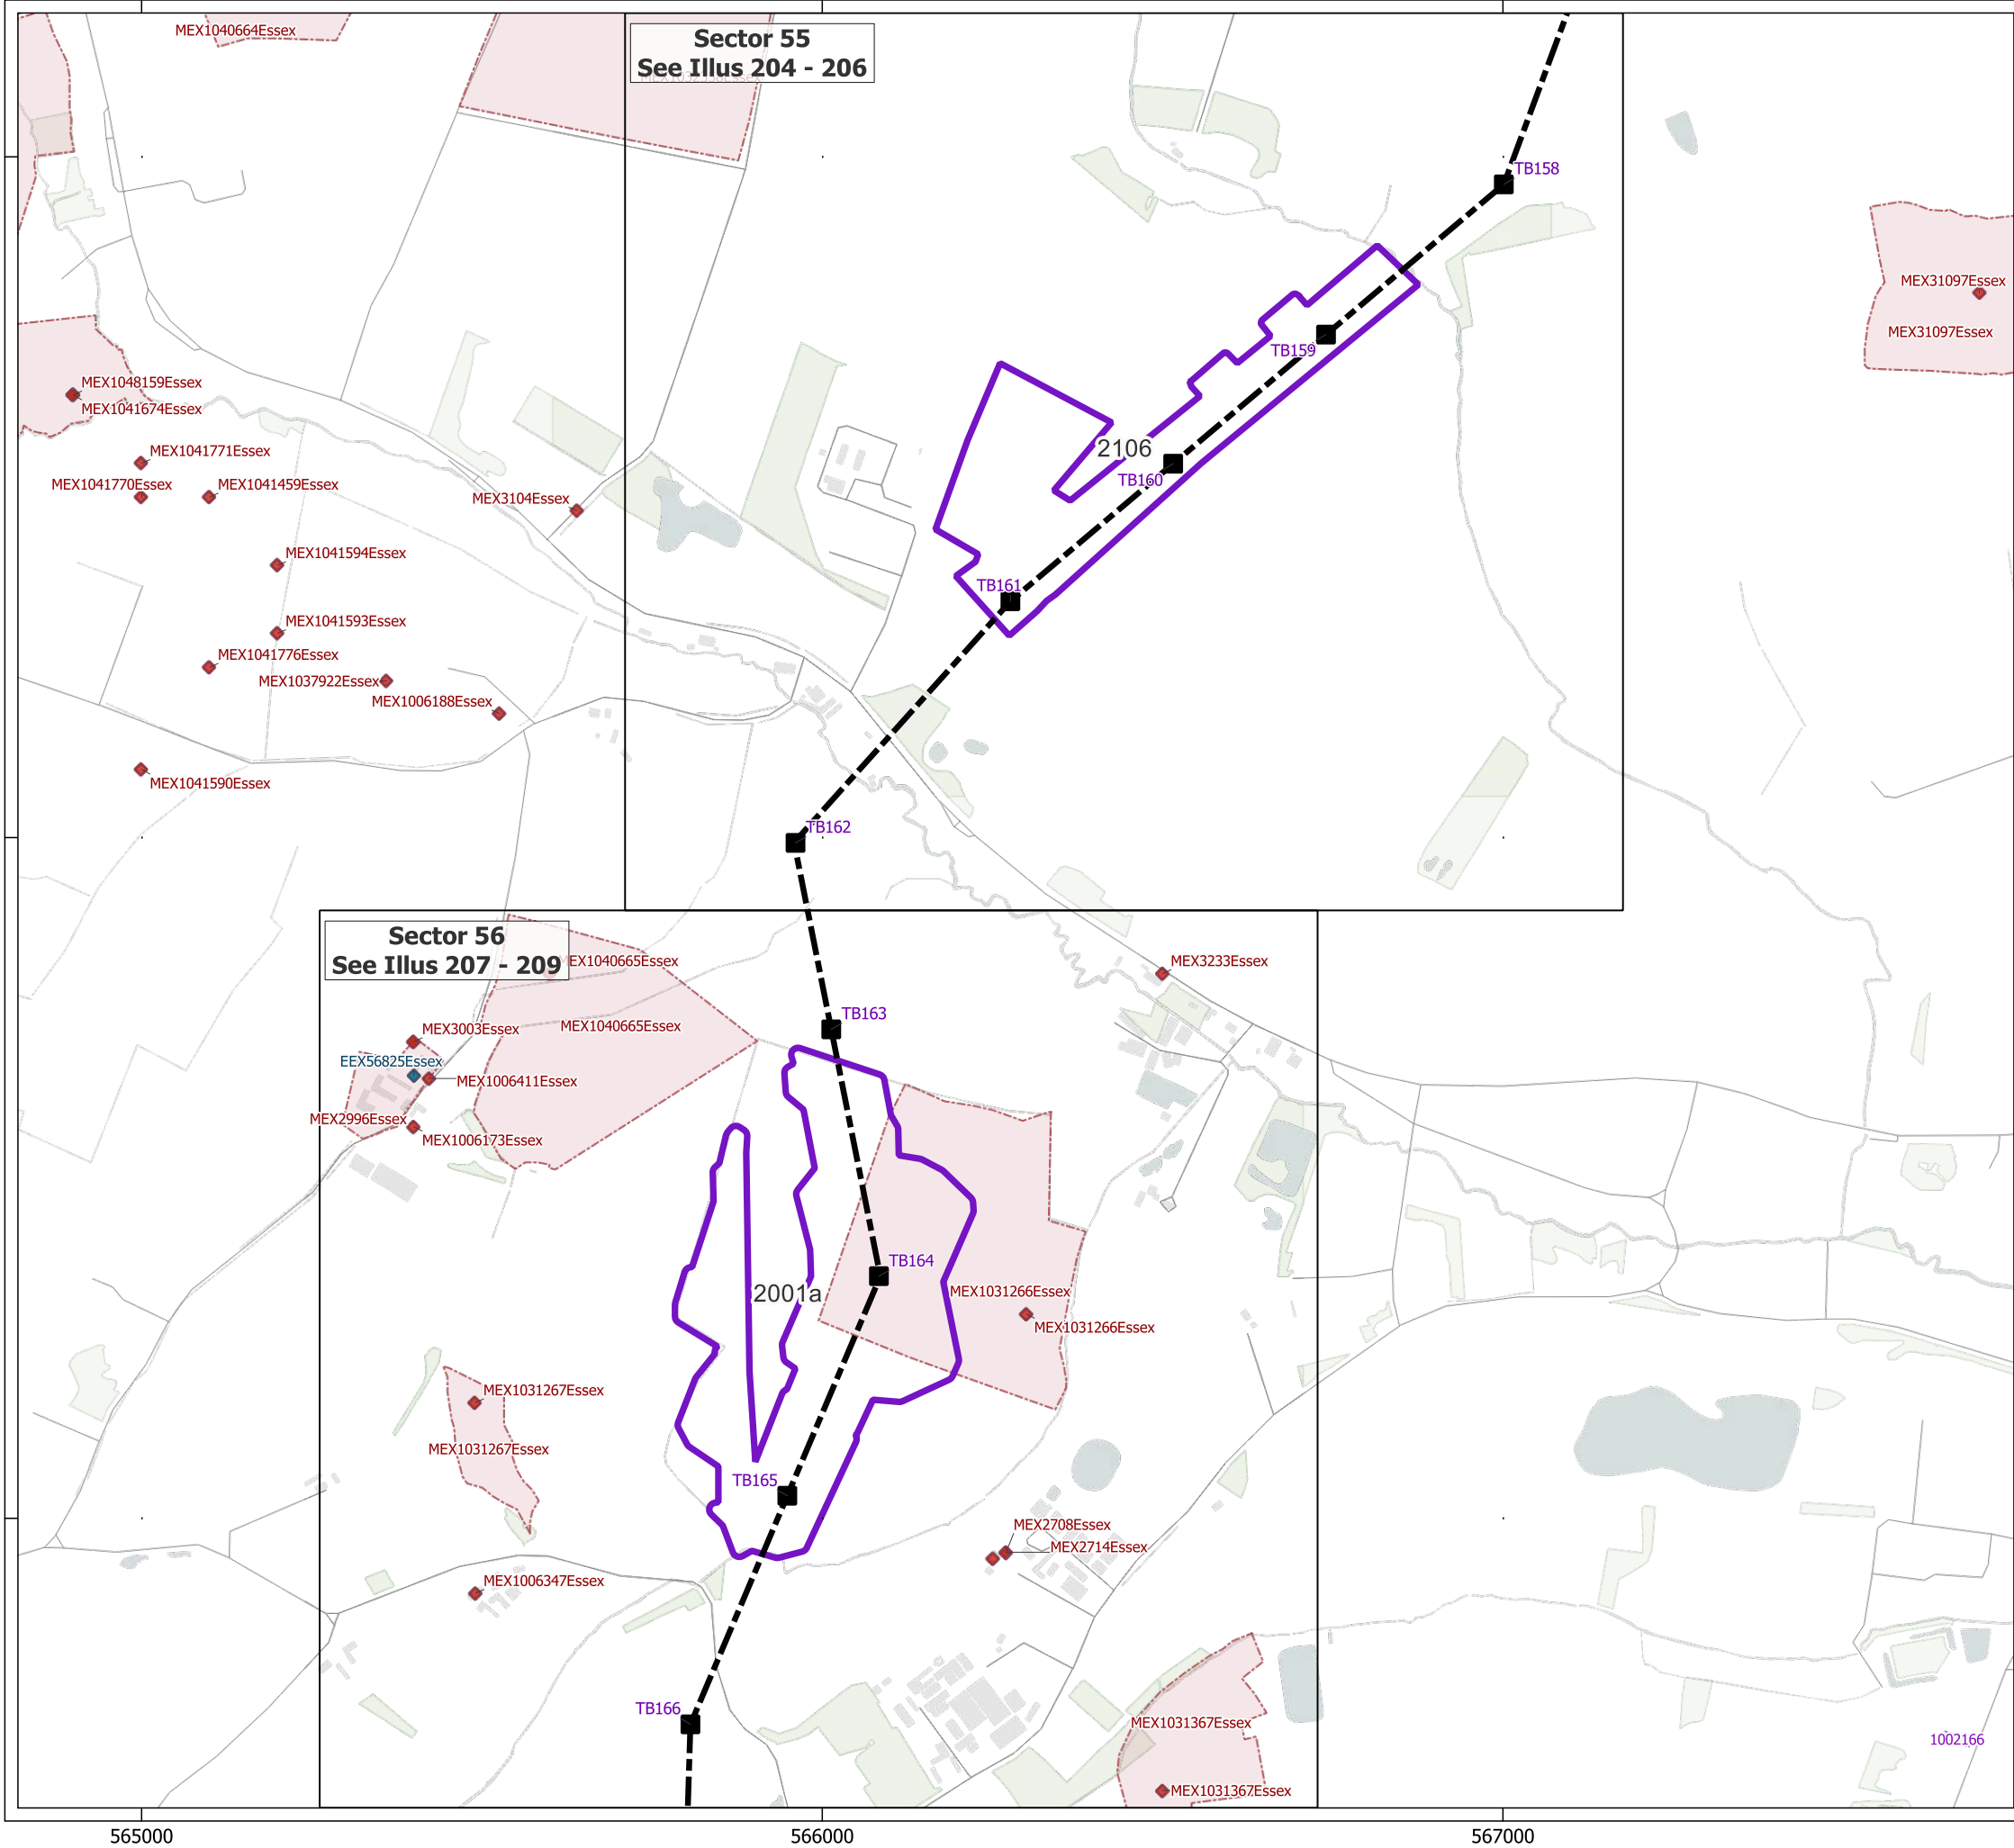 MEX1040664Essex
Sector 55
See Illus 204 - 206
TB158
MEX31097Essex
MEX31097Essex
TB159
MEX1048159Essex
MEX1041674Essex
2106
MEX1041771Essex
TB160
MEX1041770Essex
MEX1041459Essex
MEX3104Essex
MEX1041594Essex
TB161
MEX1041593Essex
MEX1041776Essex
MEX1037922Essex
MEX1006188Essex
MEX1041590Essex
TB162
Sector 56
See Illus 207 - 209
MEX1040665Essex
MEX3233Essex
TB163
MEX3003Essex
MEX1040665Essex
EEX56825Essex
MEX1006411Essex
MEX2996Essex
MEX1006173Essex
TB164
2001a
MEX1031266Essex
MEX1031266Essex
MEX1031267Essex
MEX1031267Essex
TB165
MEX2708Essex
MEX2714Essex
MEX1006347Essex
TB166
MEX1031367Essex
1002166
MEX1031367Essex
565000
566000
567000